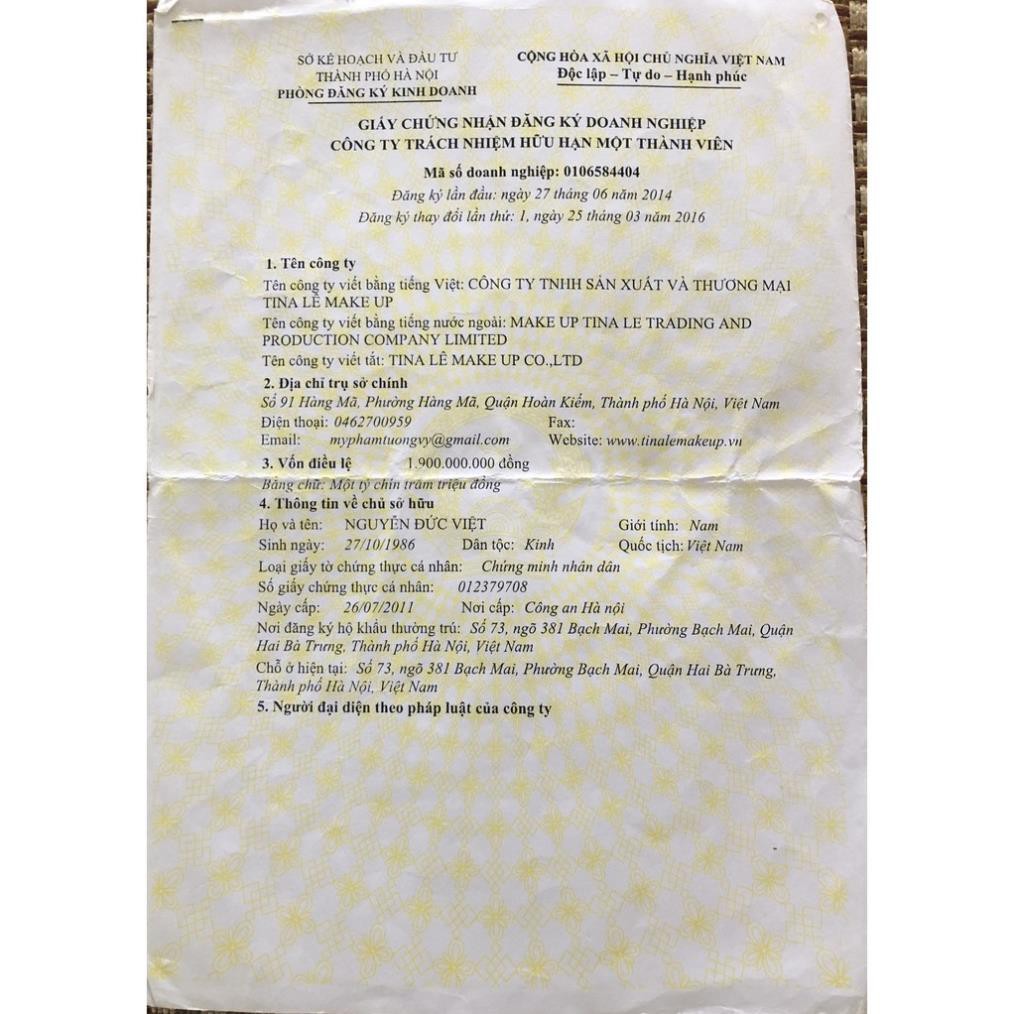 SỞ KẾ HOẠCH VÀ ĐẦU TƯ
THÀNH PHỐ HÀ NỘI
PHÒNG ĐĂNG KÝ KINH DOANH
CỘNG HÒA XÃ HỘI CHỦ NGHĨA VIỆT NAM
Độc lập – Tự do – Hạnh phúc
GIẤY CHỨNG NHẬN ĐĂNG KÝ DOANH NGHIỆP
CÔNG TY TRÁCH NHIỆM HỮU HẠN MỘT THÀNH VIÊN
Mã số doanh nghiệp: 0106584404
Đăng ký lần đầu: ngày 27 tháng 06 năm 2014
Đăng ký thay đổi lần thứ: 1, ngày 25 tháng 03 năm 2016
1. Tên công ty
Tên công ty viết bằng tiếng Việt: CÔNG TY TNHH SẢN XUẤT VÀ THƯƠNG MẠI
TINA LÊ MAKE UP
Tên công ty viết bằng tiếng nước ngoài: MAKE UP TINA LE TRADING AND
PRODUCTION COMPANY LIMITED
Tên công ty viết tắt: TINA LÊ MAKE UP CO.,LTD
2. Địa chỉ trụ sở chính
Số 91 Hàng Mã, Phường Hàng Mã, Quận Hoàn Kiếm, Thành phố Hà Nội, Việt Nam
Điện thoại: 0462700959 Fax:
Email: myphamtuongvy@gmail.com Website: www.tinalemakeup.vn
3. Vốn điều lệ 1.900.000.000 đồng
Bằng chữ: Một tỷ chín trăm triệu đồng
4. Thông tin về chủ sở hữu
Họ và tên: NGUYỄN ĐỨC VIỆT Giới tính: Nam
Sinh ngày: 27/10/1986 Dân tộc: Kinh Quốc tịch: Việt Nam
Loại giấy tờ chứng thực cá nhân: Chứng minh nhân dân
Số giấy chứng thực cá nhân: 012379708
Ngày cấp: 26/07/2011 Nơi cấp: Công an Hà nội
Nơi đăng ký hộ khẩu thường trú: Số 73, ngõ 381 Bạch Mai, Phường Bạch Mai, Quận
Hai Bà Trưng, Thành phố Hà Nội, Việt Nam
Chỗ ở hiện tại: Số 73, ngõ 381 Bạch Mai, Phường Bạch Mai, Quận Hai Bà Trưng,
Thành phố Hà Nội, Việt Nam
5. Người đại diện theo pháp luật của công ty